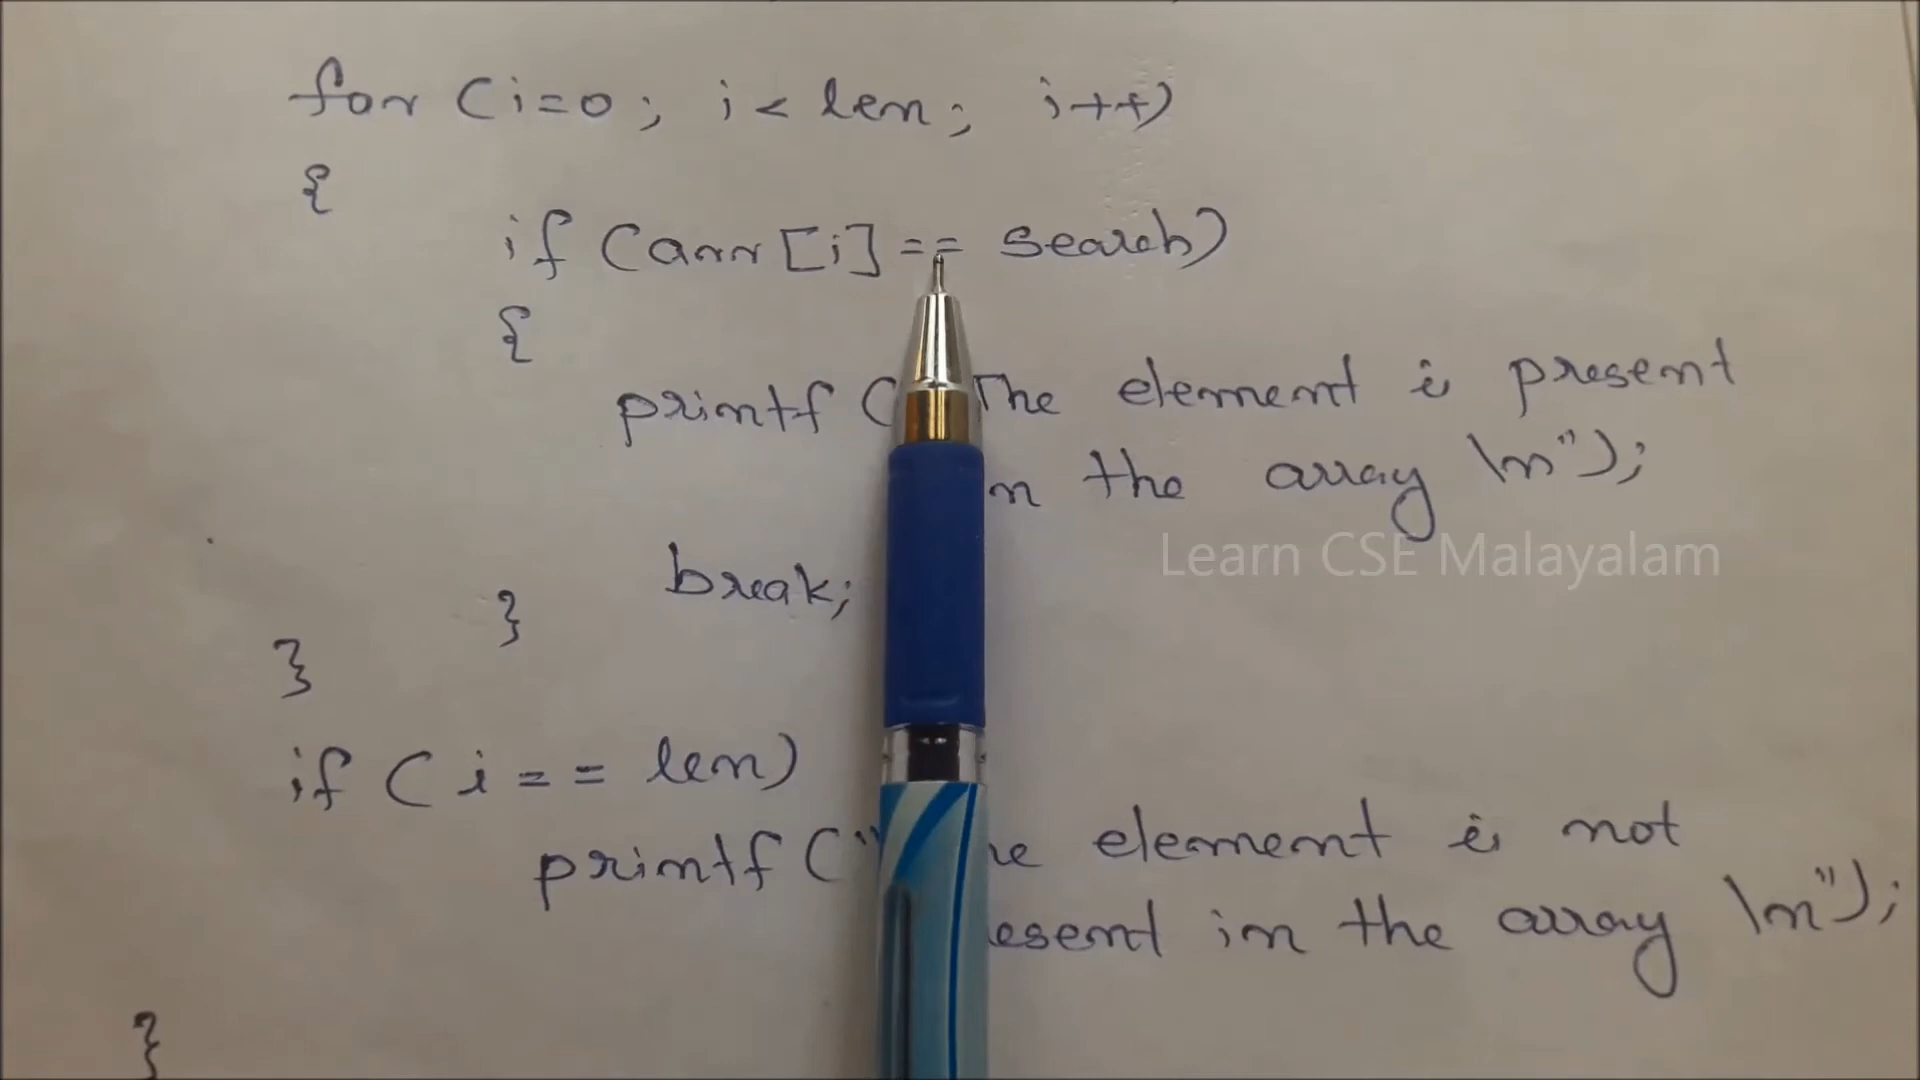 for (i=0; i< len; i++)
{
if (arr[i] == search)
{
printf ( The element is present
n the array \n");
break;
}
}
if (i == len)
printf (" element is not
esent in the array \n");
}
Learn CSE Malayalam